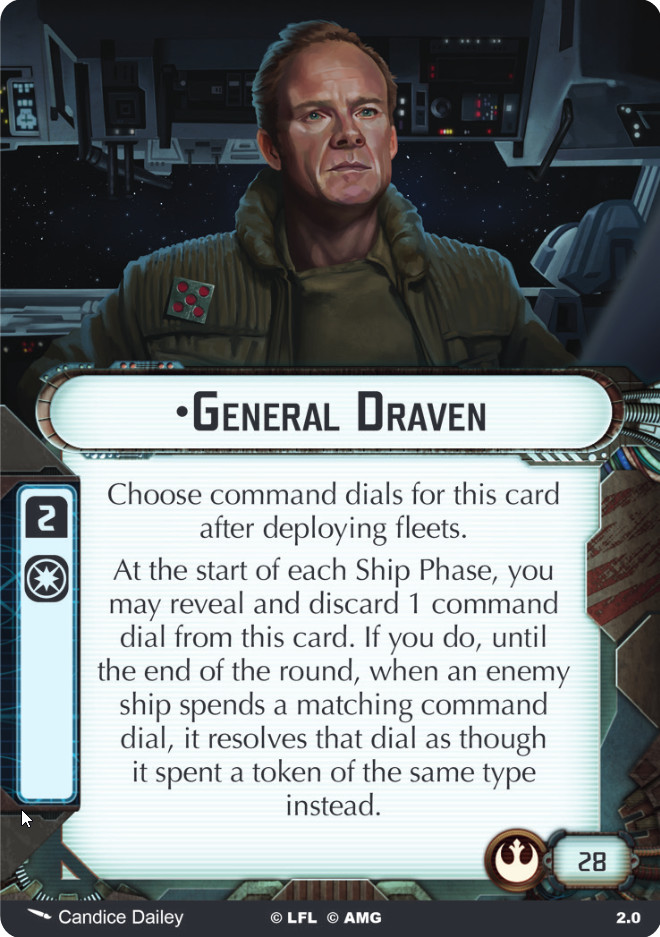 •General Draven
Choose command dials for this card
after deploying fleets.
At the start of each Ship Phase, you
may reveal and discard 1 command
dial from this card. If you do, until
the end of the round, when an enemy
ship spends a matching command
dial, it resolves that dial as though
it spent a token of the same type
instead.
2
28
Candice Dailey © LFL © AMG 2.0